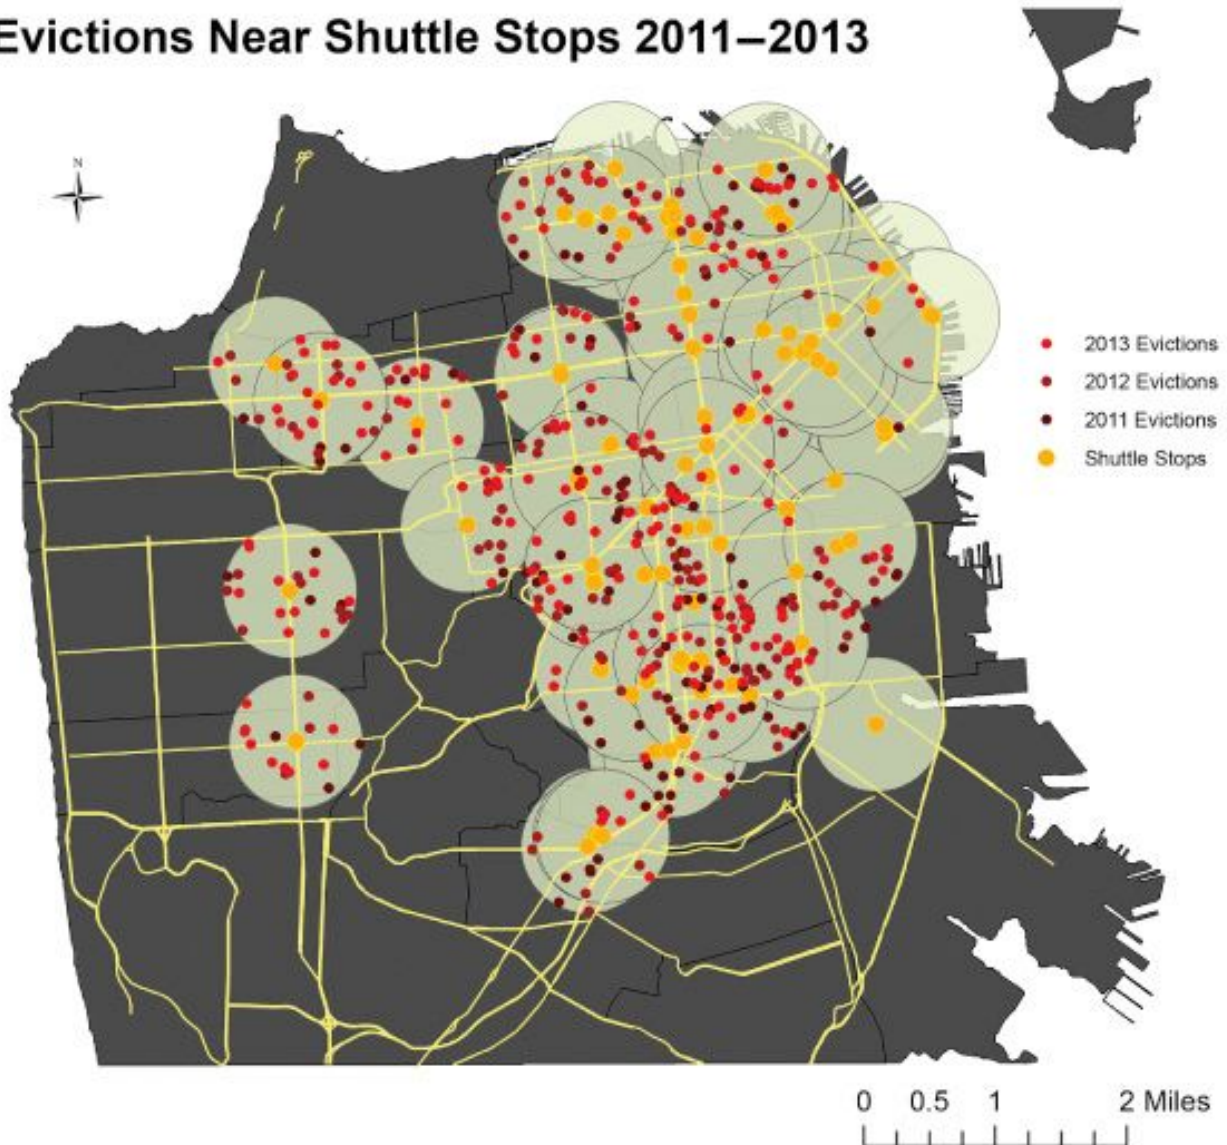 Evictions Near Shuttle Stops 2011–2013
N
2013 Evictions
2012 Evictions
2011 Evictions
Shuttle Stops
0 0.5 1 2 Miles